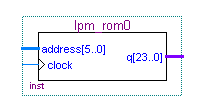 lpm_rom0
address[5..0]
q[23..0]
clock
inst